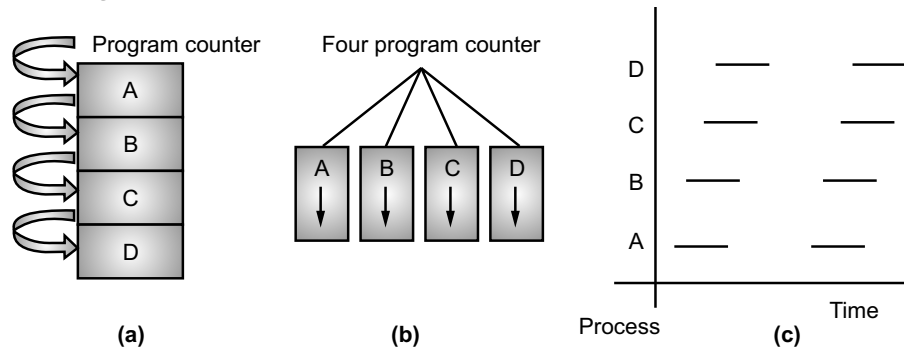 Program counter
A
B
C
D
(a)
Four program counter
A B C D
(b)
D
C
B
A
Time
Process
(c)